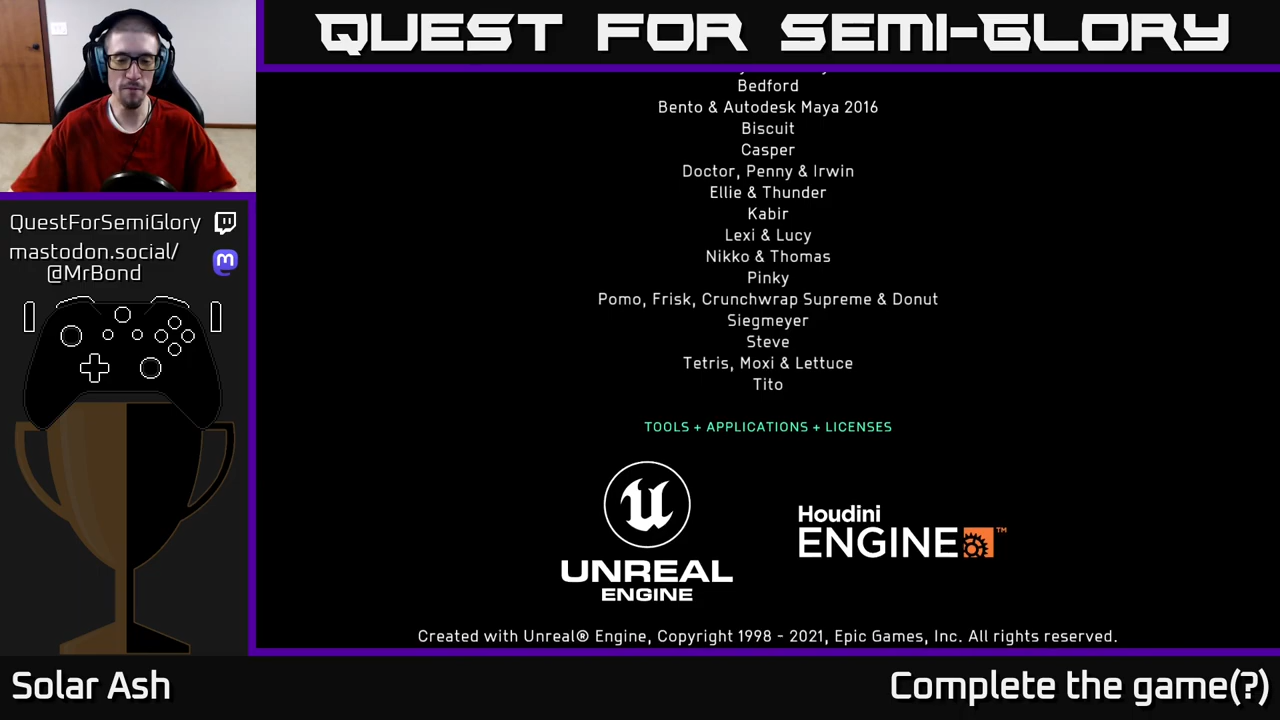 QUEST FOR SEMI-GLORY
QuestForSemiGlory
mastodon.social/
@MrBond
Bedford
Bento & Autodesk Maya 2016
Biscuit
Casper
Doctor, Penny & Irwin
Ellie & Thunder
Kabir
Lexi & Lucy
Nikko & Thomas
Pinky
Pomo, Frisk, Crunchwrap Supreme & Donut
Siegmeyer
Steve
Tetris, Moxi & Lettuce
Tito
TOOLS + APPLICATIONS + LICENSES
UNREAL
ENGINE
Houdini
ENGINE™
Created with Unreal® Engine, Copyright 1998 - 2021, Epic Games, Inc. All rights reserved.
Solar Ash
Complete the game(?)